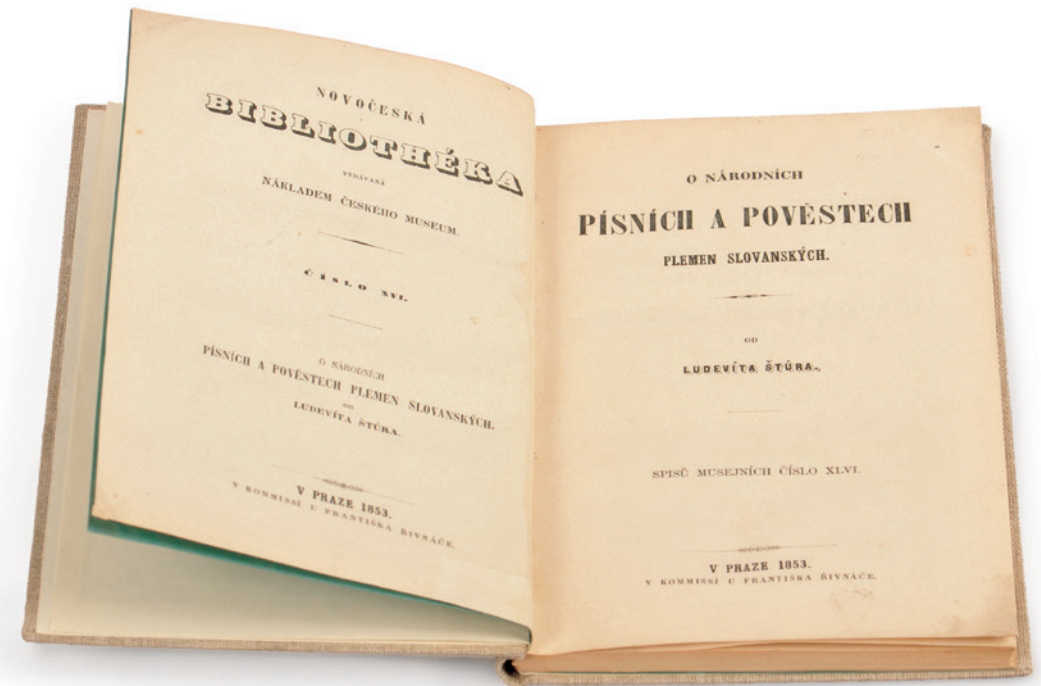 NOVOČESKÁ
BIBLIOTHÉKA
VYDÁVANÁ
NÁKLADEM ČESKÉHO MUSEUM.
ČÍSLO XVI.
O NÁRODNÍCH
PÍSNÍCH A POVĚSTECH PLEMEN SLOVANSKÝCH.
OD
LUDEVÍTA ŠTÚRA.
V PRAZE 1853.
V KOMMISSÍ U FRANTIŠKA ŘIVNÁČE.
O NÁRODNÍCH
PÍSNÍCH A POVĚSTECH
PLEMEN SLOVANSKÝCH.
OD
LUDEVÍTA ŠTÚRA.
SPISŮ MUSEJNÍCH ČÍSLO XLVI.
V PRAZE 1853.
V KOMMISSÍ U FRANTIŠKA ŘIVNÁČE.